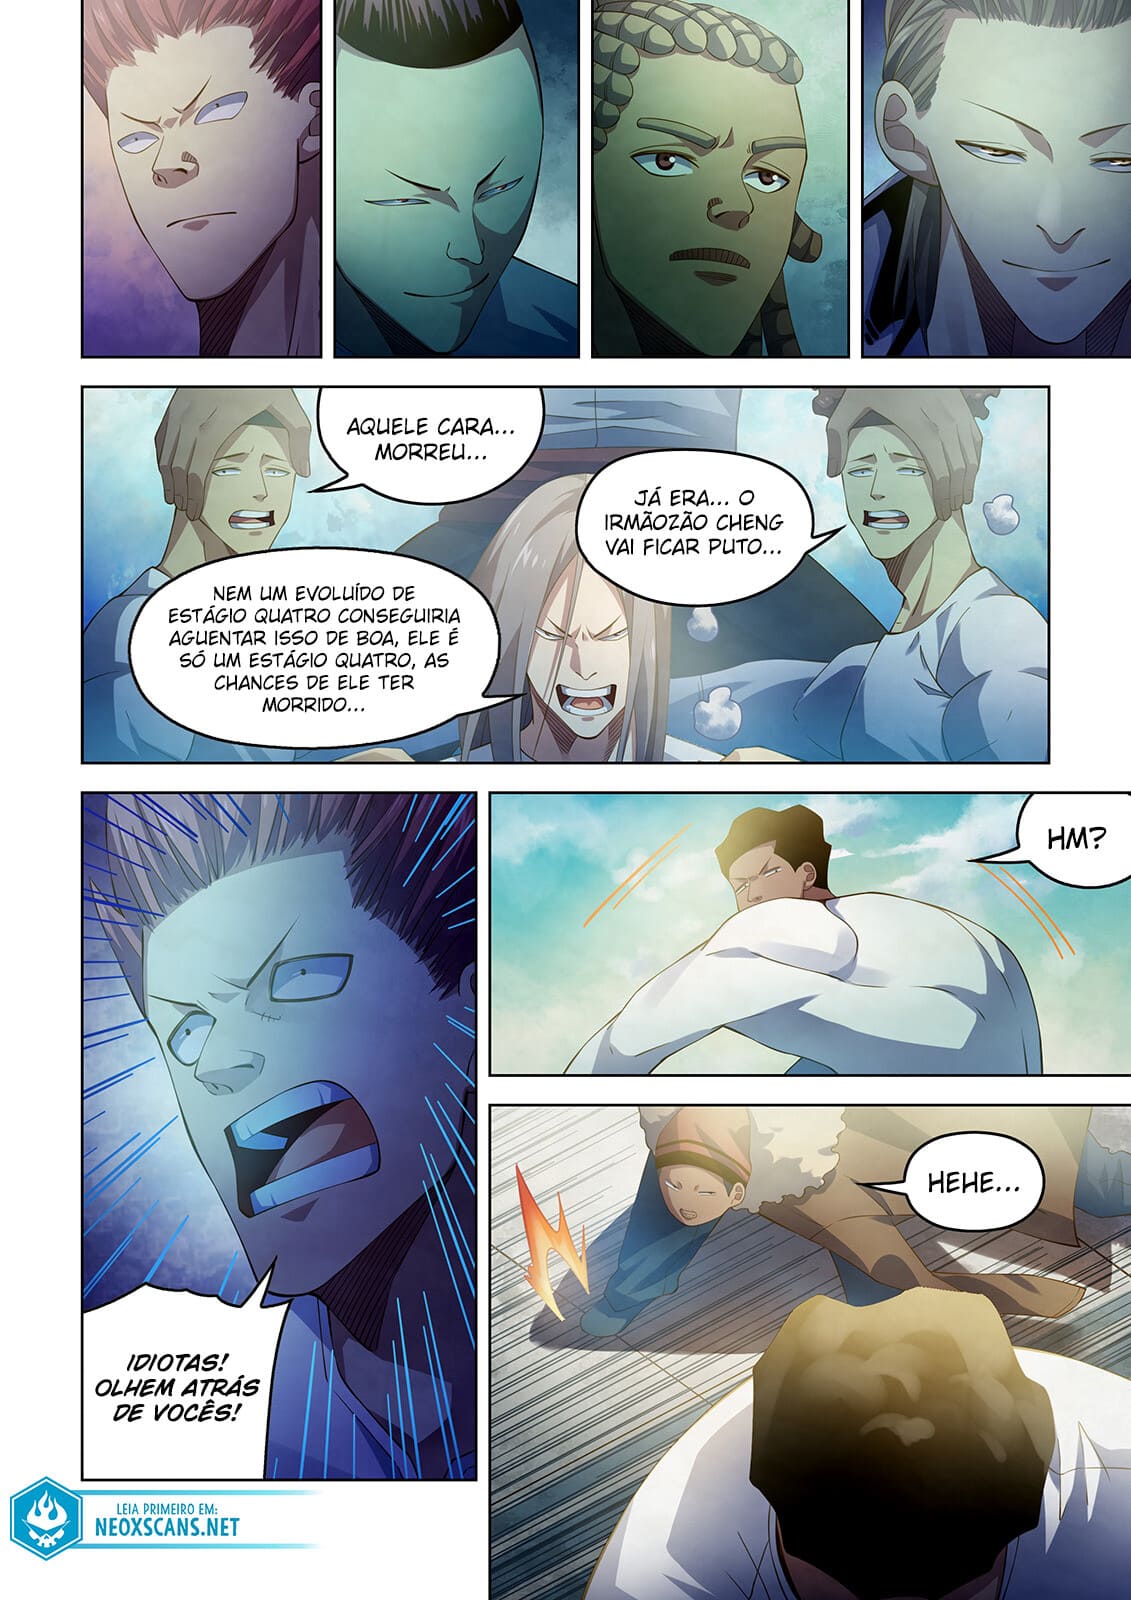 AQUELE CARA...
MORREU...
JÁ ERA... O
IRMÃOZÃO CHENG
VAI FICAR PUTO...
NEM UM EVOLUÍDO DE
ESTÁGIO QUATRO CONSEGUIRIA
AGUENTAR ISSO DE BOA, ELE É
SÓ UM ESTÁGIO QUATRO, AS
CHANCES DE ELE TER
MORRIDO...
HM?
IDIOTAS!
OLHEM ATRÁS
DE VOCÊS!
HEHE...
LEIA PRIMEIRO EM:
NEOXSCANS.NET